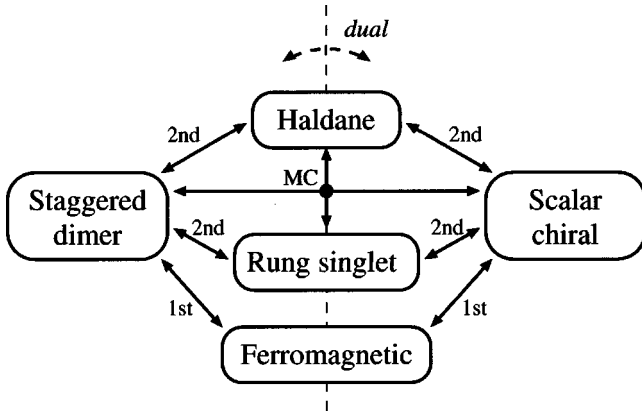 dual
Haldane
2nd
2nd
MC
Staggered
dimer
Scalar
chiral
2nd
Rung singlet
2nd
1st
1st
Ferromagnetic